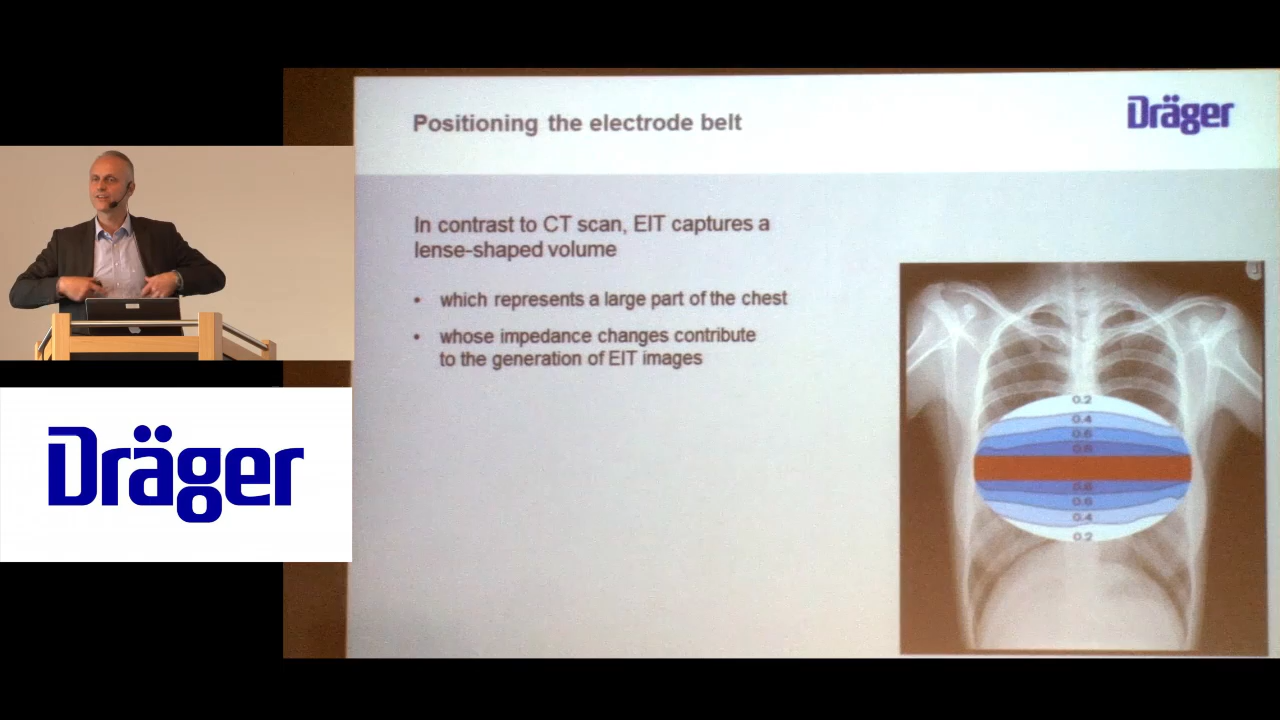 Positioning the electrode belt
Dräger
In contrast to CT scan, EIT captures a
lense-shaped volume
• which represents a large part of the chest
• whose impedance changes contribute
to the generation of EIT images
0.2
0.4
0.6
0.8
0.8
0.6
0.4
0.2
Dräger